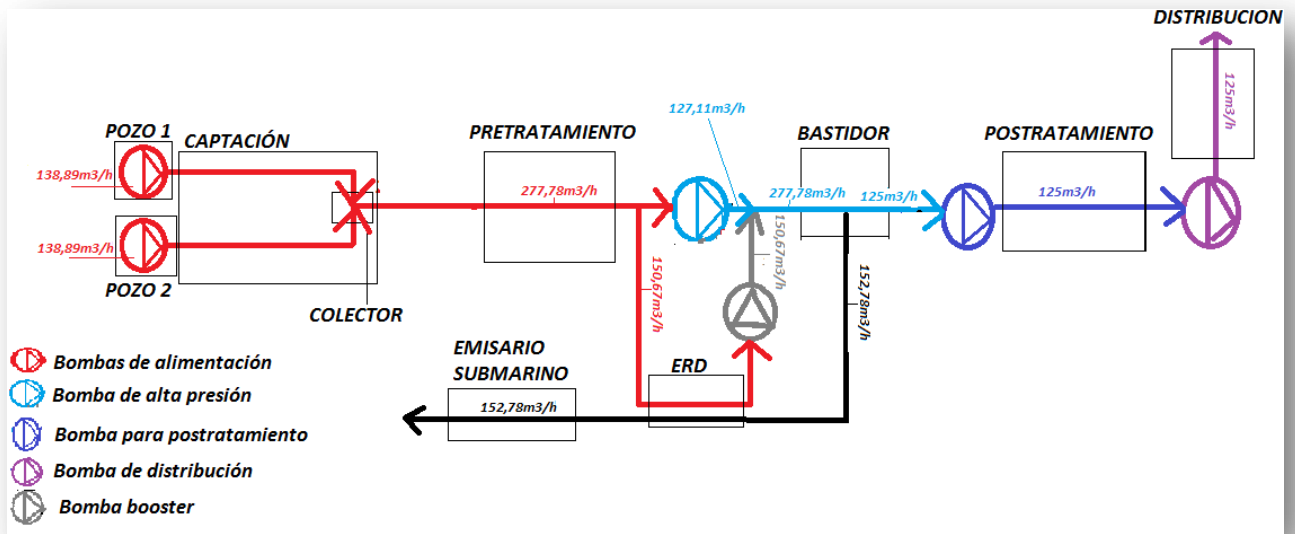 DISTRIBUCION
125m3/h
127,11m3/h
POZO 1
CAPTACIÓN
PRETRATAMIENTO
BASTIDOR
POSTRATAMIENTO
138,89m3/h
277,78m3/h
277,78m3/h
125m3/h
125m3/h
138,89m3/h
POZO 2
COLECTOR
150,67m3/h
150,67m3/h
152,78m3/h
EMISARIO
SUBMARINO
ERD
152,78m3/h
Bombas de alimentación
Bomba de alta presión
Bomba para postratamiento
Bomba de distribución
Bomba booster